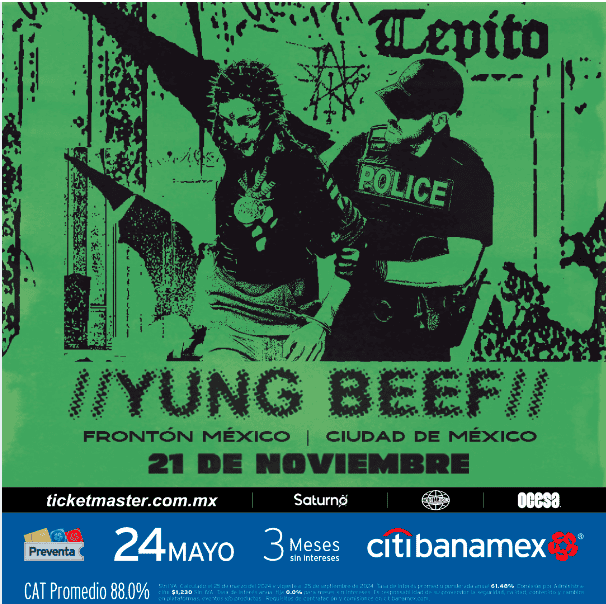 Tepito
POLICE
//YUNG BEEF//
FRONTÓN MÉXICO | CIUDAD DE MÉXICO
21 DE NOVIEMBRE
ticketmaster.com.mx
Saturno
ocesa
Preventa
24 MAYO
3 Meses
sin intereses
citibanamex
CAT Promedio 88.0%